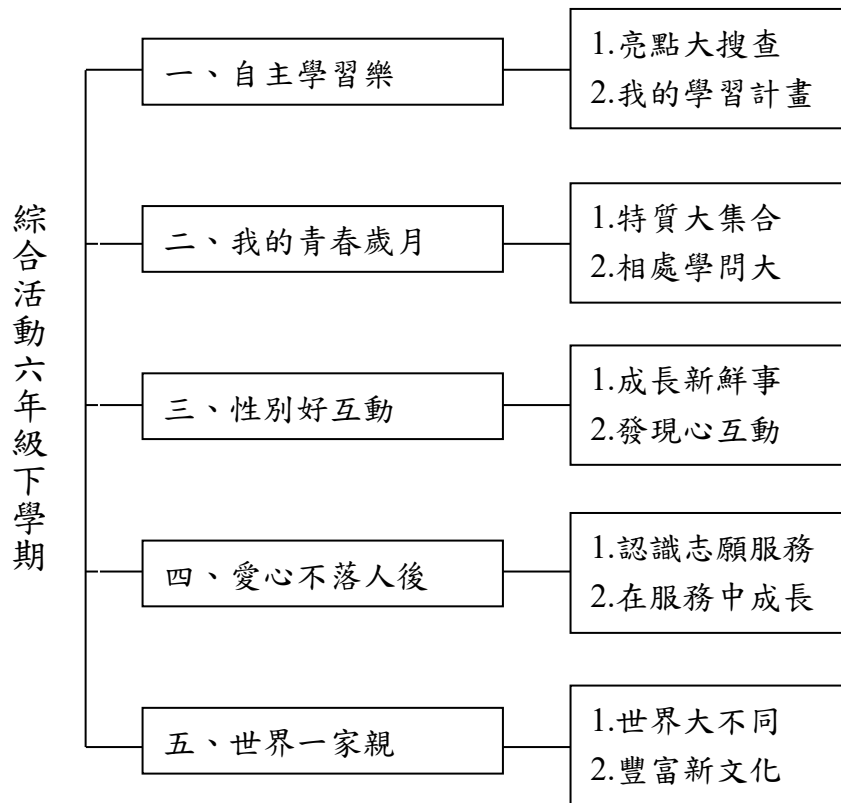 綜合活動六年級下學期
一、自主學習樂
1.亮點大搜查
2.我的學習計畫
二、我的青春歲月
1.特質大集合
2.相處學問大
三、性別好互動
1.成長新鮮事
2.發現心互動
四、愛心不落人後
1.認識志願服務
2.在服務中成長
五、世界一家親
1.世界大不同
2.豐富新文化